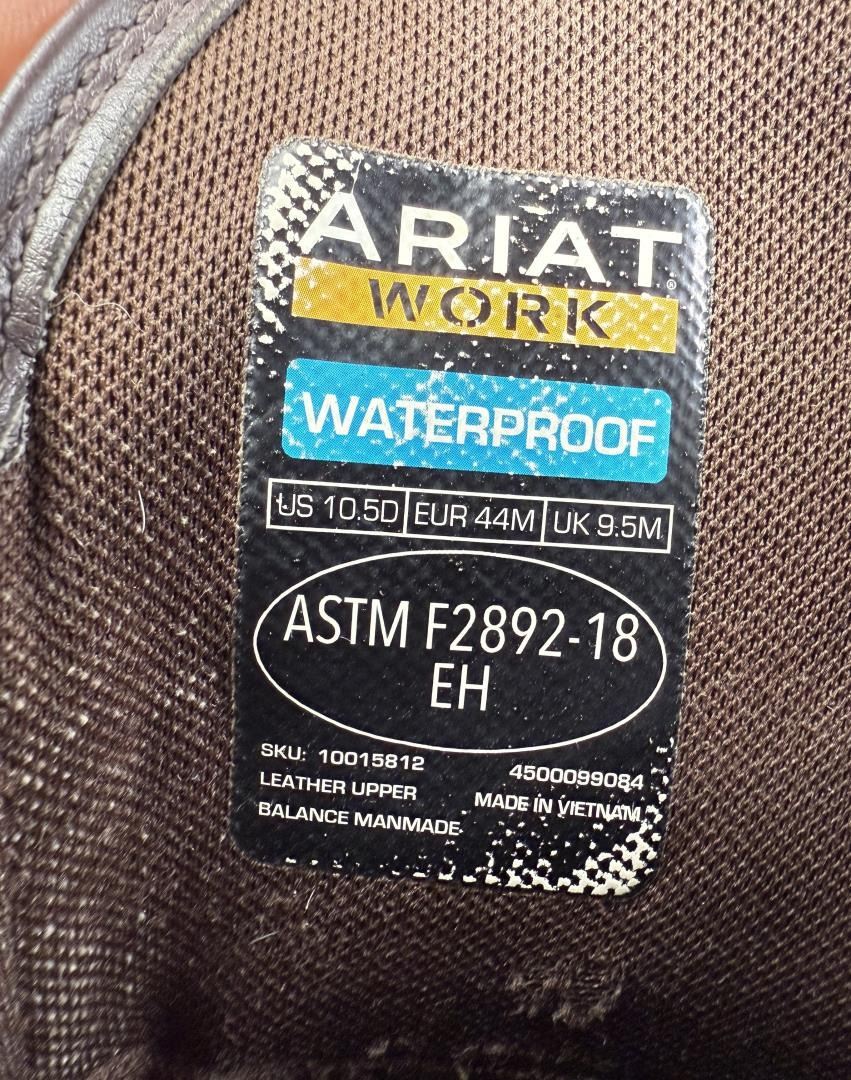 ARIAT®
WORK
WATERPROOF
US 10.5D EUR 44M UK 9.5M
ASTM F2892-18
EH
SKU: 10015812 4500099084
LEATHER UPPER MADE IN VIETNAM
BALANCE MANMADE